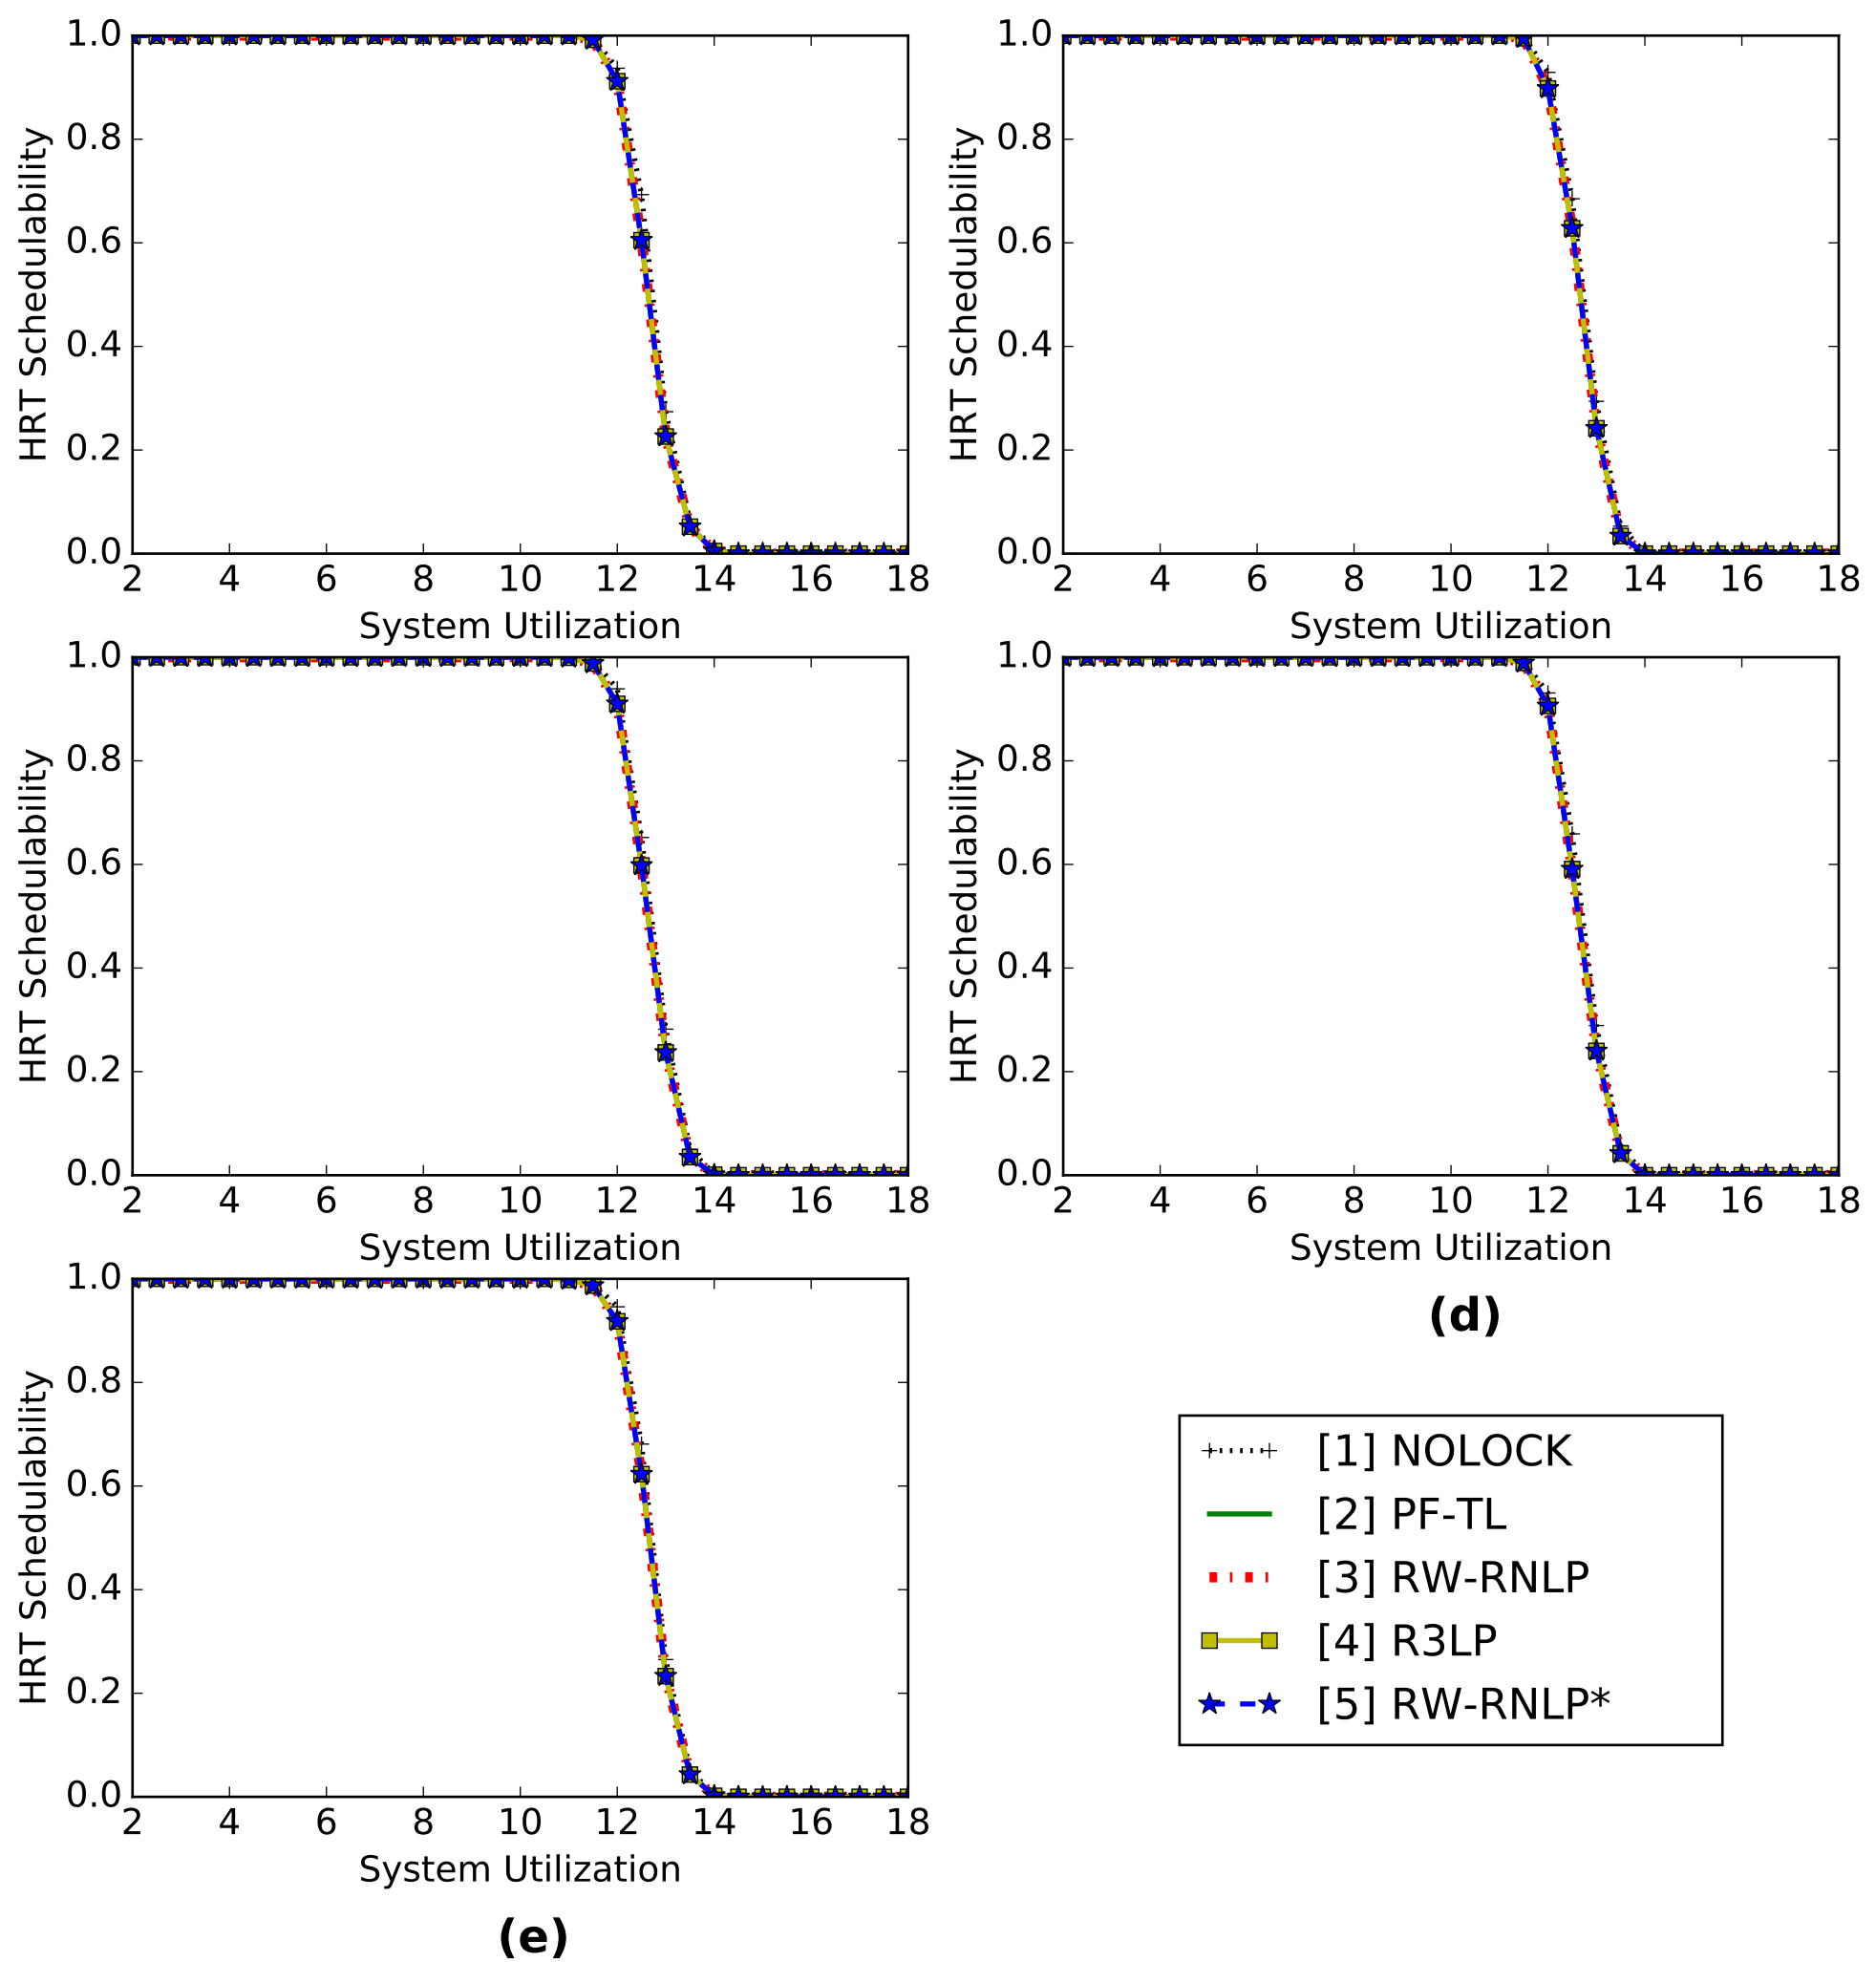 1.0
0.8
0.6
0.4
0.2
0.0
HRT Schedulability
2 4 6 8 10 12 14 16 18
System Utilization
1.0
0.8
0.6
0.4
0.2
0.0
HRT Schedulability
2 4 6 8 10 12 14 16 18
System Utilization
1.0
0.8
0.6
0.4
0.2
0.0
HRT Schedulability
2 4 6 8 10 12 14 16 18
System Utilization
1.0
0.8
0.6
0.4
0.2
0.0
HRT Schedulability
2 4 6 8 10 12 14 16 18
System Utilization
(d)
1.0
0.8
0.6
0.4
0.2
0.0
HRT Schedulability
2 4 6 8 10 12 14 16 18
System Utilization
(e)
[1] NOLOCK
[2] PF-TL
[3] RW-RNLP
[4] R3LP
[5] RW-RNLP*